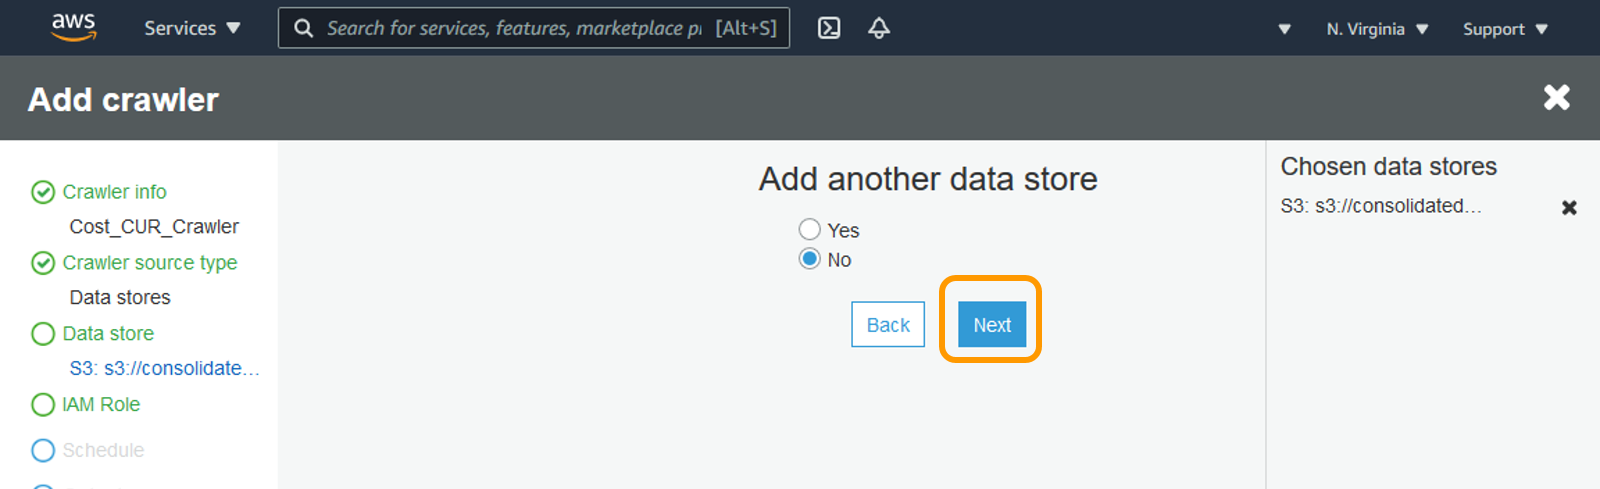 aws
Services
Search for services, features, marketplace p [Alt+S]
N. Virginia
Support
Add crawler
Crawler info
Cost_CUR_Crawler
Crawler source type
Data stores
Data store
S3: s3://consolidate...
IAM Role
Schedule
Add another data store
Yes
No
Back
Next
Chosen data stores
S3: s3://consolidated...